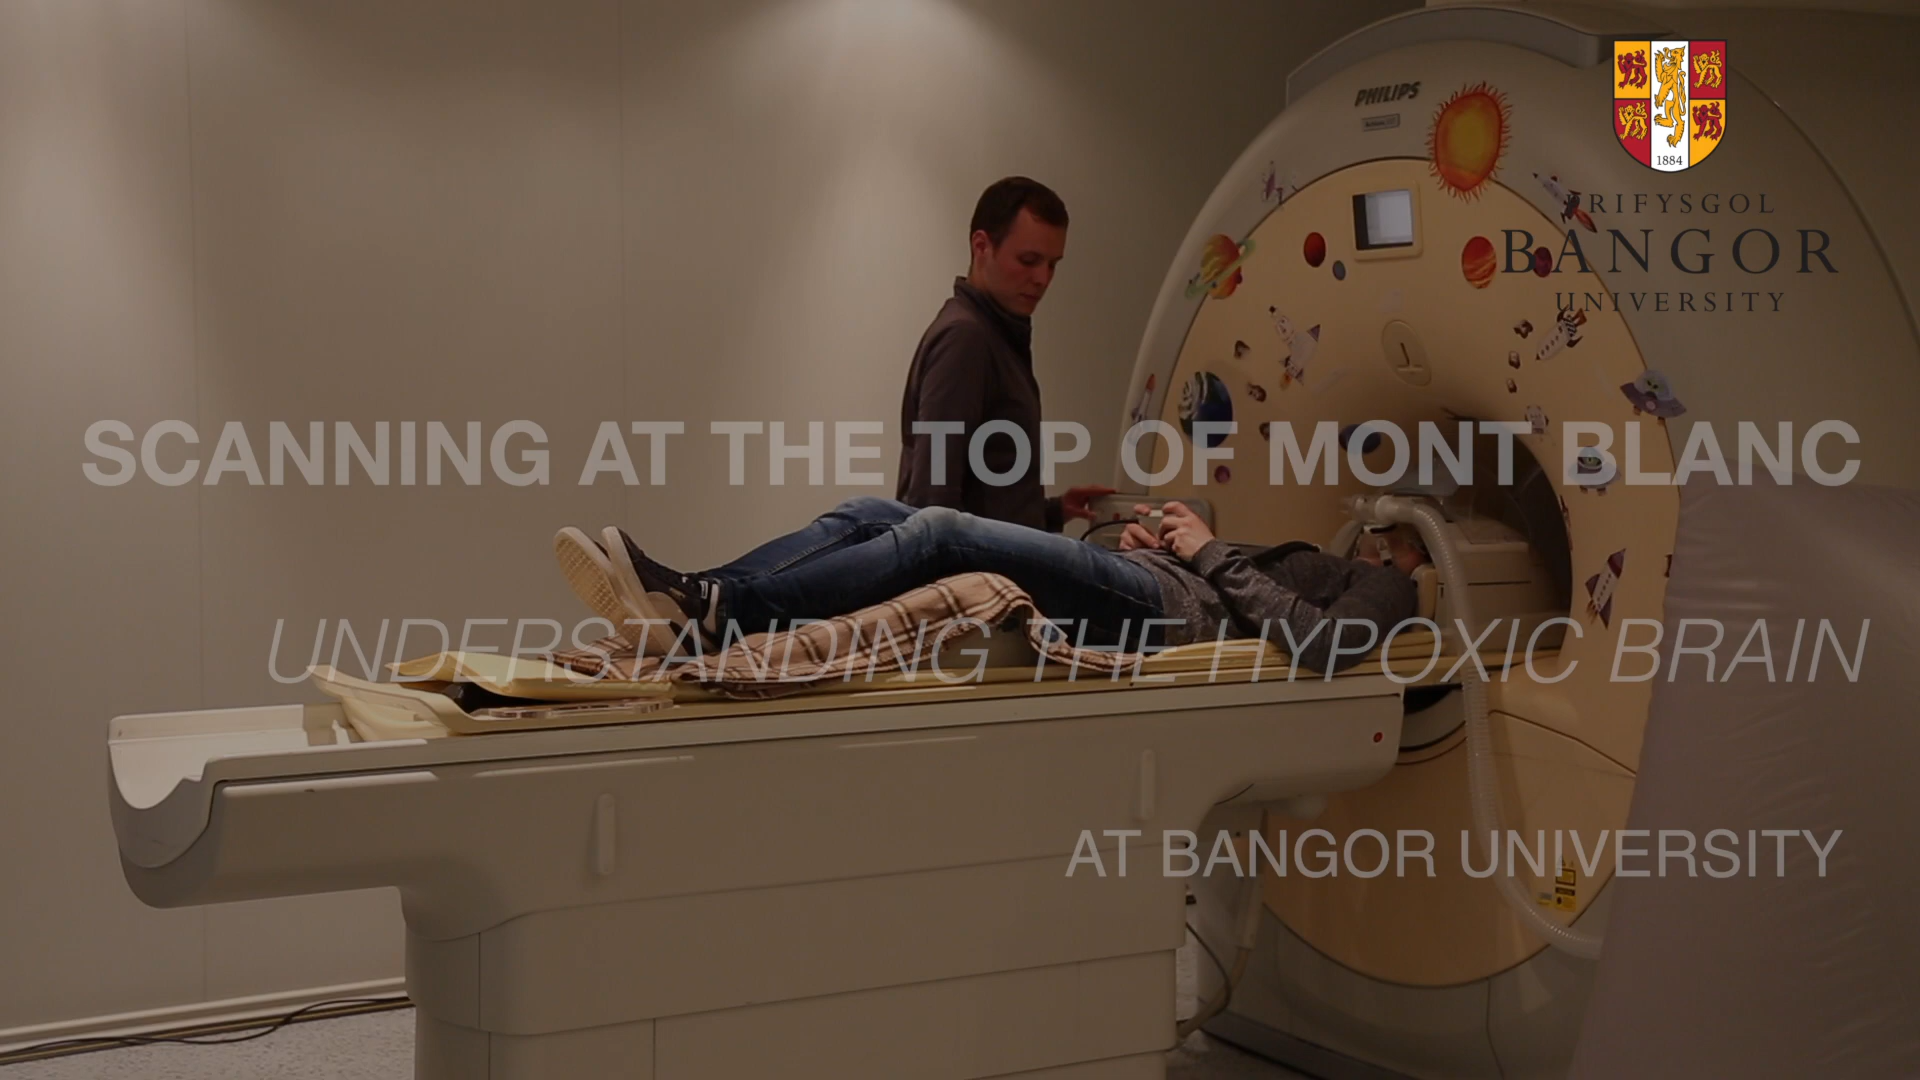 PHILIPS
1884
PRIFYSGOL
BANGOR
UNIVERSITY
SCANNING AT THE TOP OF MONT BLANC
UNDERSTANDING THE HYPOXIC BRAIN
AT BANGOR UNIVERSITY